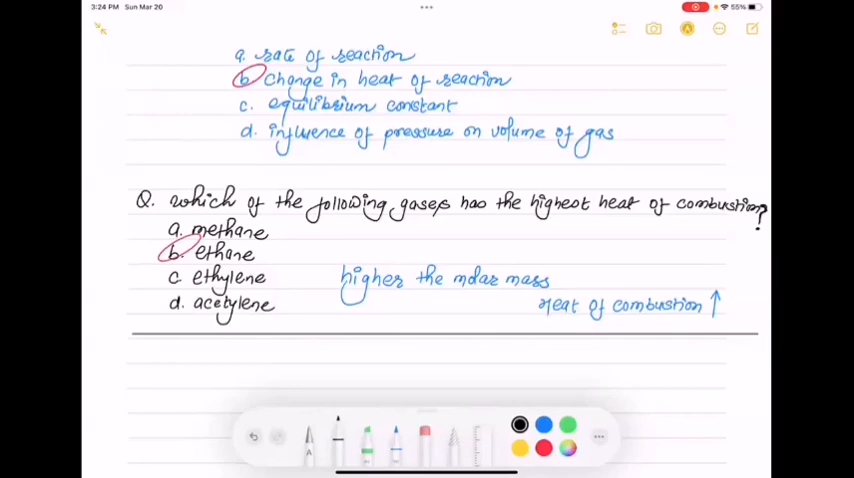 3:24 PM Sun Mar 20
55%
a. rate of reaction
b. change in heat of reaction
c. equilibrium constant
d. influence of pressure on volume of gas
Q. which of the following gases has the highest heat of combustion?
a. methane
b. ethane
c. ethylene
higher the molar mass
d. acetylene
heat of combustion ↑
A